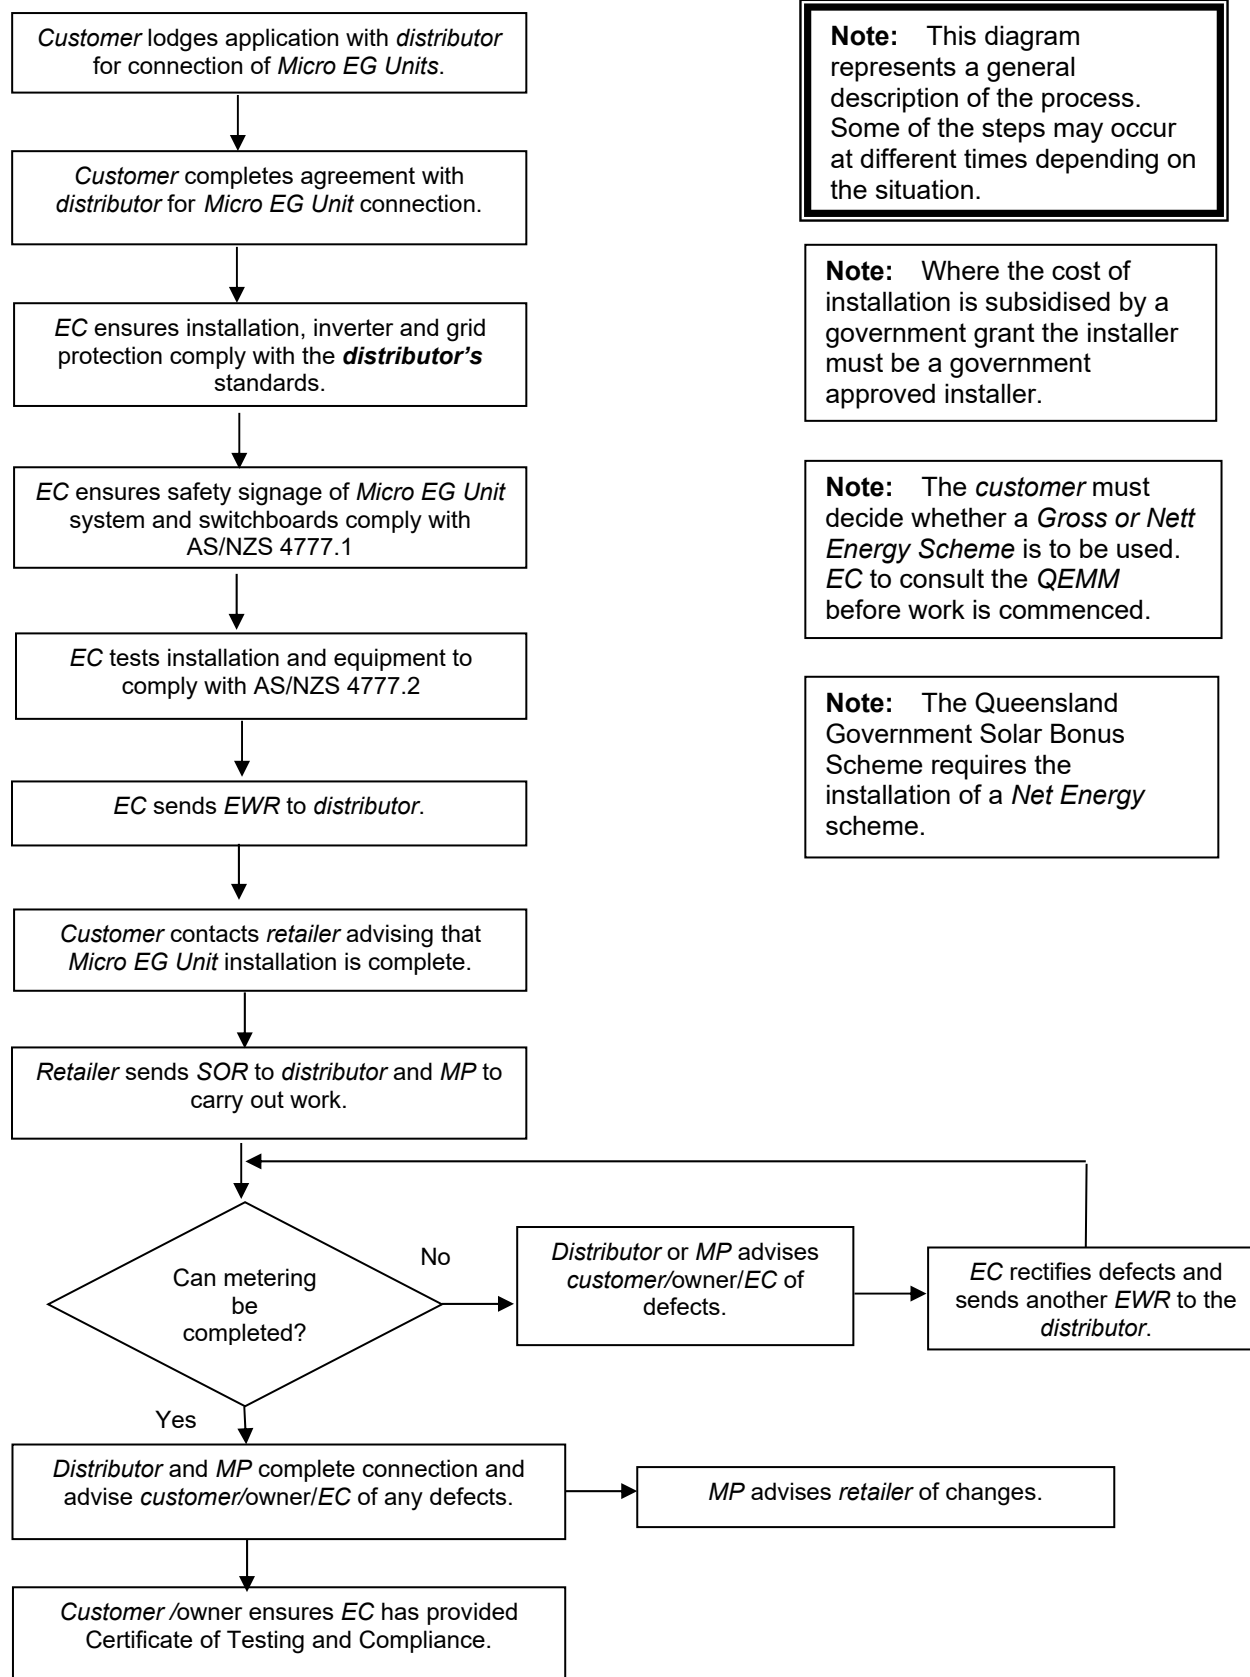 Customer lodges application with distributor
for connection of Micro EG Units.
Customer completes agreement with
distributor for Micro EG Unit connection.
EC ensures installation, inverter and grid
protection comply with the distributor's
standards.
EC ensures safety signage of Micro EG Unit
system and switchboards comply with
AS/NZS 4777.1
EC tests installation and equipment to
comply with AS/NZS 4777.2
EC sends EWR to distributor.
Customer contacts retailer advising that
Micro EG Unit installation is complete.
Retailer sends SOR to distributor and MP to
carry out work.
Can metering
be
completed?
No
Distributor or MP advises
customer/owner/EC of
defects.
EC rectifies defects and
sends another EWR to the
distributor.
Yes
Distributor and MP complete connection and
advise customer/owner/EC of any defects.
MP advises retailer of changes.
Customer /owner ensures EC has provided
Certificate of Testing and Compliance.
Note: This diagram
represents a general
description of the process.
Some of the steps may occur
at different times depending on
the situation.
Note: Where the cost of
installation is subsidised by a
government grant the installer
must be a government
approved installer.
Note: The customer must
decide whether a Gross or Nett
Energy Scheme is to be used.
EC to consult the QEMM
before work is commenced.
Note: The Queensland
Government Solar Bonus
Scheme requires the
installation of a Net Energy
scheme.